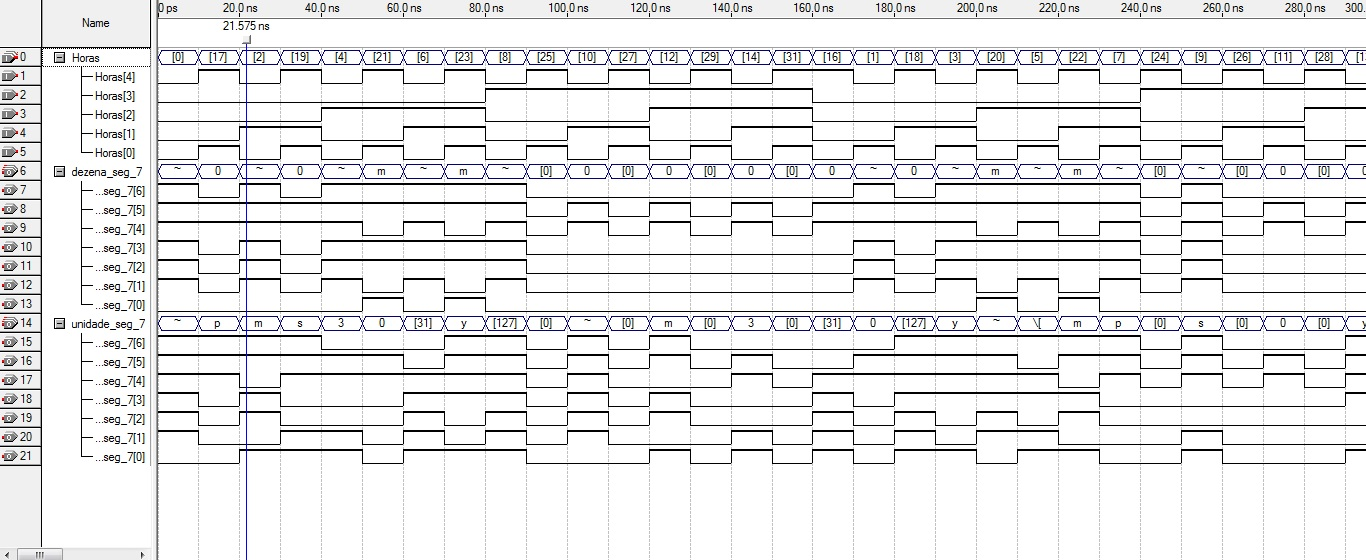 Name
0 ps 20.0 ns 40.0 ns 60.0 ns 80.0 ns 100.0 ns 120.0 ns 140.0 ns 160.0 ns 180.0 ns 200.0 ns 220.0 ns 240.0 ns 260.0 ns 280.0 ns 300.
21.575 ns
0 Horas [0] [17] [2] [19] [4] [21] [6] [23] [8] [25] [10] [27] [12] [29] [14] [31] [16] [1] [18] [3] [20] [5] [22] [7] [24] [9] [26] [11] [28]
1 Horas[4]
2 Horas[3]
3 Horas[2]
4 Horas[1]
5 Horas[0]
6 dezena_seg_7 ~ 0 ~ 0 ~ m ~ m ~ [0] 0 [0] 0 0 0 0 [0] ~ 0 ~ m ~ m ~ [0] ~ [0] 0 [0]
7 ...seg_7[6]
8 ...seg_7[5]
9 ...seg_7[4]
10 ...seg_7[3]
11 ...seg_7[2]
12 ...seg_7[1]
13 ...seg_7[0]
14 unidade_seg_7 ~ p m s 3 0 [31] y [127] [0] ~ [0] m [0] 3 [0] [31] 0 [127] y ~ \[ m p [0] s [0] 0 [0] y
15 ...seg_7[6]
16 ...seg_7[5]
17 ...seg_7[4]
18 ...seg_7[3]
19 ...seg_7[2]
20 ...seg_7[1]
21 ...seg_7[0]